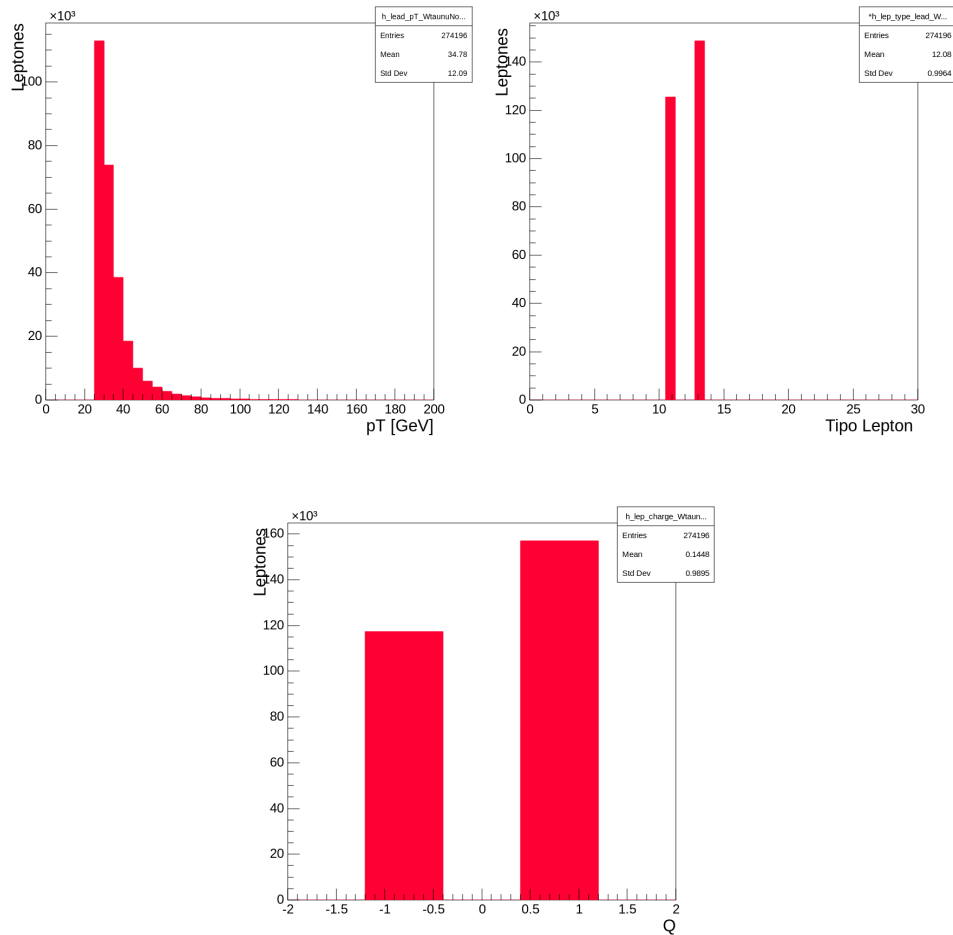 ×10³
Leptones
h_lead_pT_WtaunuNo...
Entries 274196
Mean 34.78
Std Dev 12.09
100
80
60
40
20
0
0 20 40 60 80 100 120 140 160 180 200
pT [GeV]
×10³
Leptones
*h_lep_type_lead_W...
Entries 274196
Mean 12.08
Std Dev 0.9964
140
120
100
80
60
40
20
0
0 5 10 15 20 25 30
Tipo Lepton
×10³
Leptones
h_lep_charge_Wtaun...
Entries 274196
Mean 0.1448
Std Dev 0.9895
160
140
120
100
80
60
40
20
0
-2 -1.5 -1 -0.5 0 0.5 1 1.5 2
Q